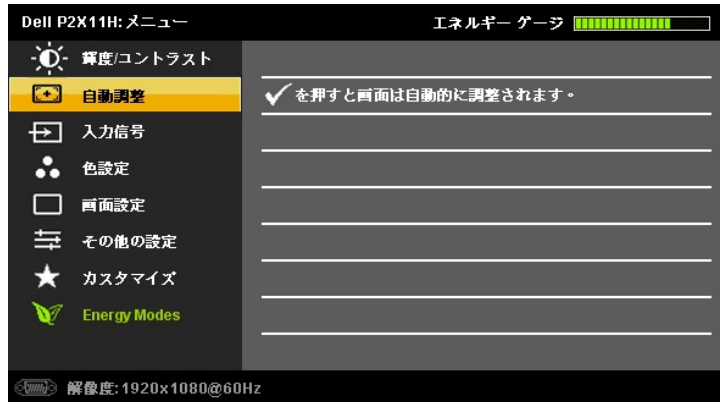 Dell P2X11H: メニュー
エネルギー ゲージ
輝度/コントラスト
自動調整
✓を押すと画面は自動的に調整されます。
入力信号
色設定
画面設定
その他の設定
カスタマイズ
Energy Modes
解像度: 1920x1080@60Hz